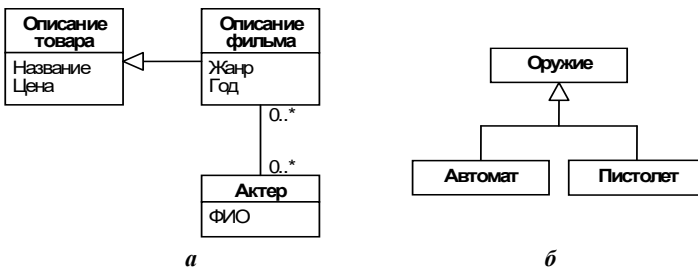 Описание
товара
Название
Цена
Описание
фильма
Жанр
Год
0..*
0..*
Актер
ФИО
а
Оружие
Автомат
Пистолет
б